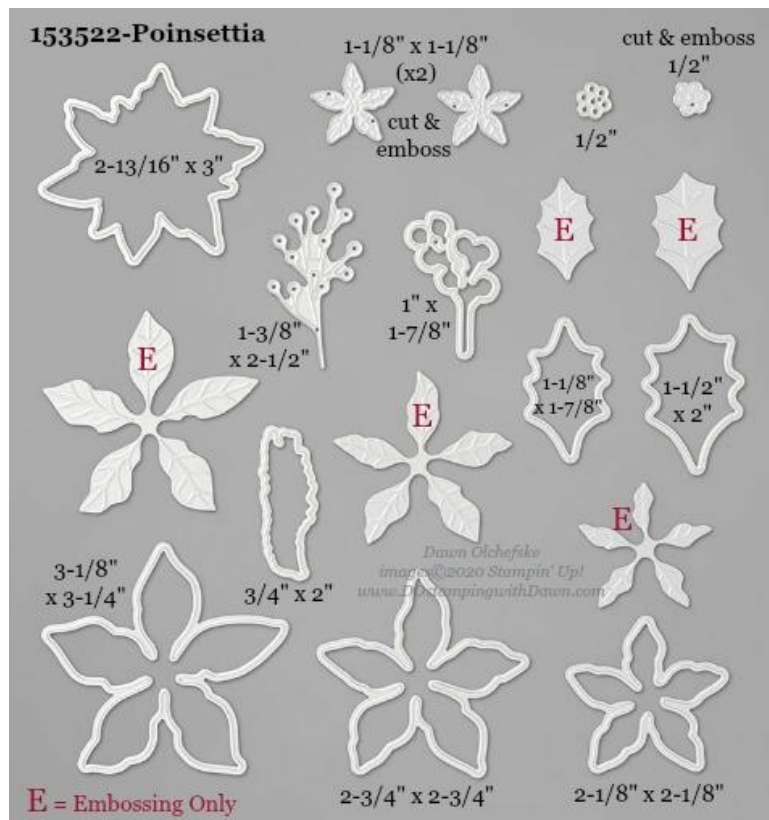 153522-Poinsettia
1-1/8" x 1-1/8"
(x2)
cut &
emboss
cut & emboss
1/2"
1/2"
2-13/16" x 3"
E
E
1-3/8"
x 2-1/2"
1" x
1-7/8"
E
E
1-1/8"
x 1-7/8"
1-1/2"
x 2"
E
3-1/8"
x 3-1/4"
3/4" x 2"
Dawn Olchefske
images©2020 Stampin' Up!
www.DOstampingwithDawn.com
2-3/4" x 2-3/4"
2-1/8" x 2-1/8"
E = Embossing Only